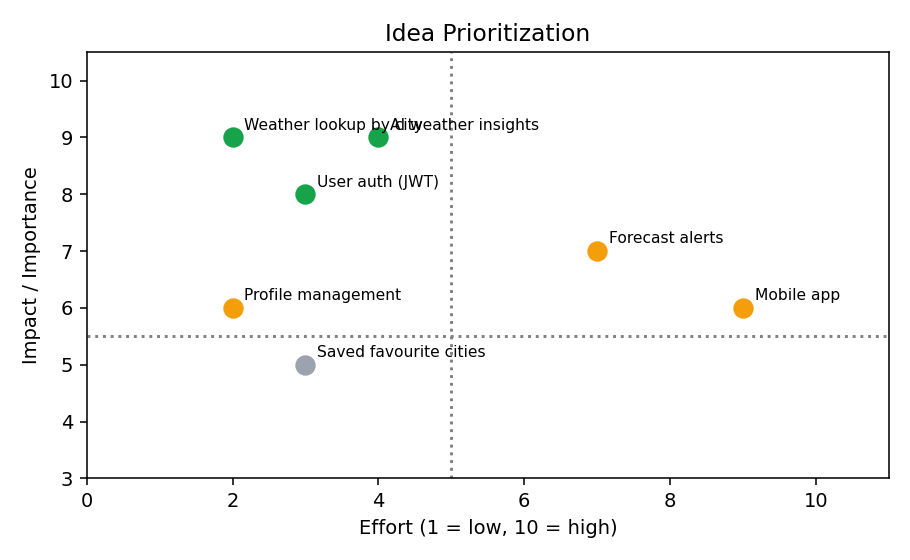 Idea Prioritization
Impact / Importance
10
9
8
7
6
5
4
3
Weather lookup by city
AI weather insights
User auth (JWT)
Forecast alerts
Profile management
Mobile app
Saved favourite cities
0
2
4
6
8
10
Effort (1 = low, 10 = high)